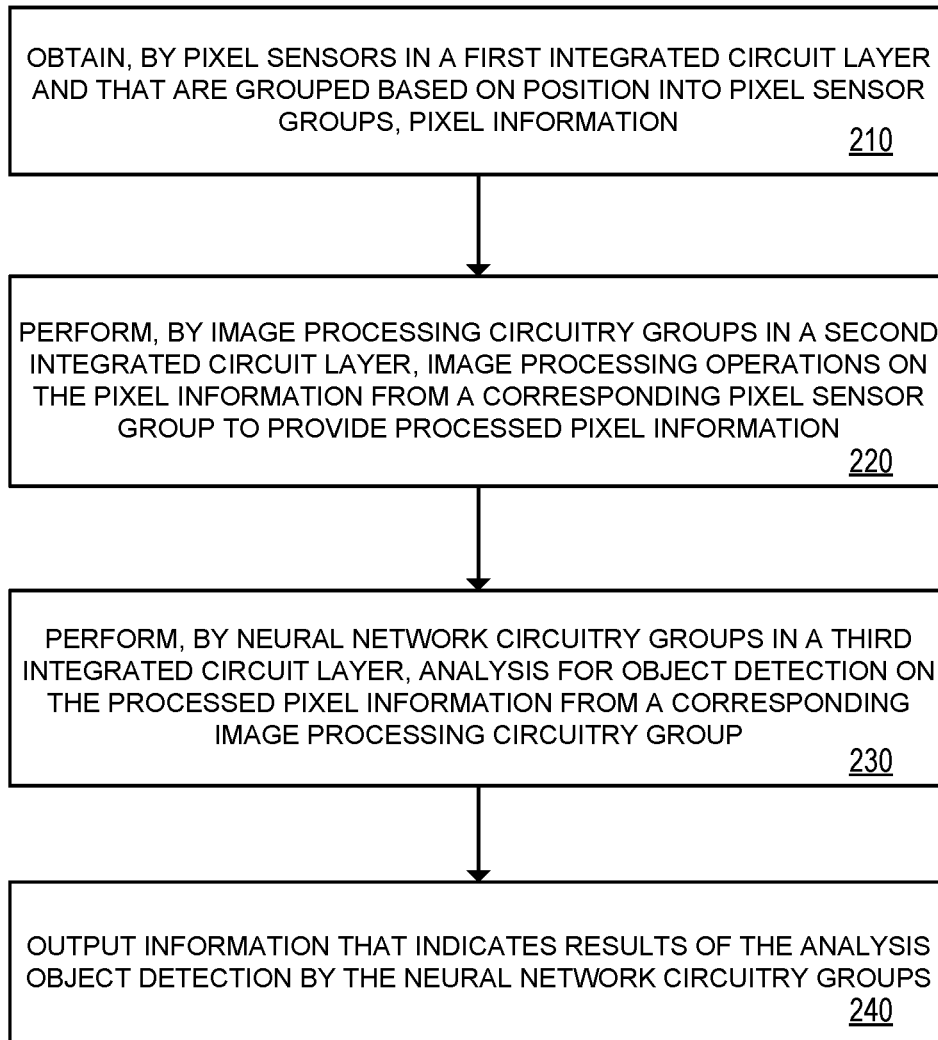 OBTAIN, BY PIXEL SENSORS IN A FIRST INTEGRATED CIRCUIT LAYER
AND THAT ARE GROUPED BASED ON POSITION INTO PIXEL SENSOR
GROUPS, PIXEL INFORMATION
210
PERFORM, BY IMAGE PROCESSING CIRCUITRY GROUPS IN A SECOND
INTEGRATED CIRCUIT LAYER, IMAGE PROCESSING OPERATIONS ON
THE PIXEL INFORMATION FROM A CORRESPONDING PIXEL SENSOR
GROUP TO PROVIDE PROCESSED PIXEL INFORMATION
220
PERFORM, BY NEURAL NETWORK CIRCUITRY GROUPS IN A THIRD
INTEGRATED CIRCUIT LAYER, ANALYSIS FOR OBJECT DETECTION ON
THE PROCESSED PIXEL INFORMATION FROM A CORRESPONDING
IMAGE PROCESSING CIRCUITRY GROUP
230
OUTPUT INFORMATION THAT INDICATES RESULTS OF THE ANALYSIS
OBJECT DETECTION BY THE NEURAL NETWORK CIRCUITRY GROUPS
240